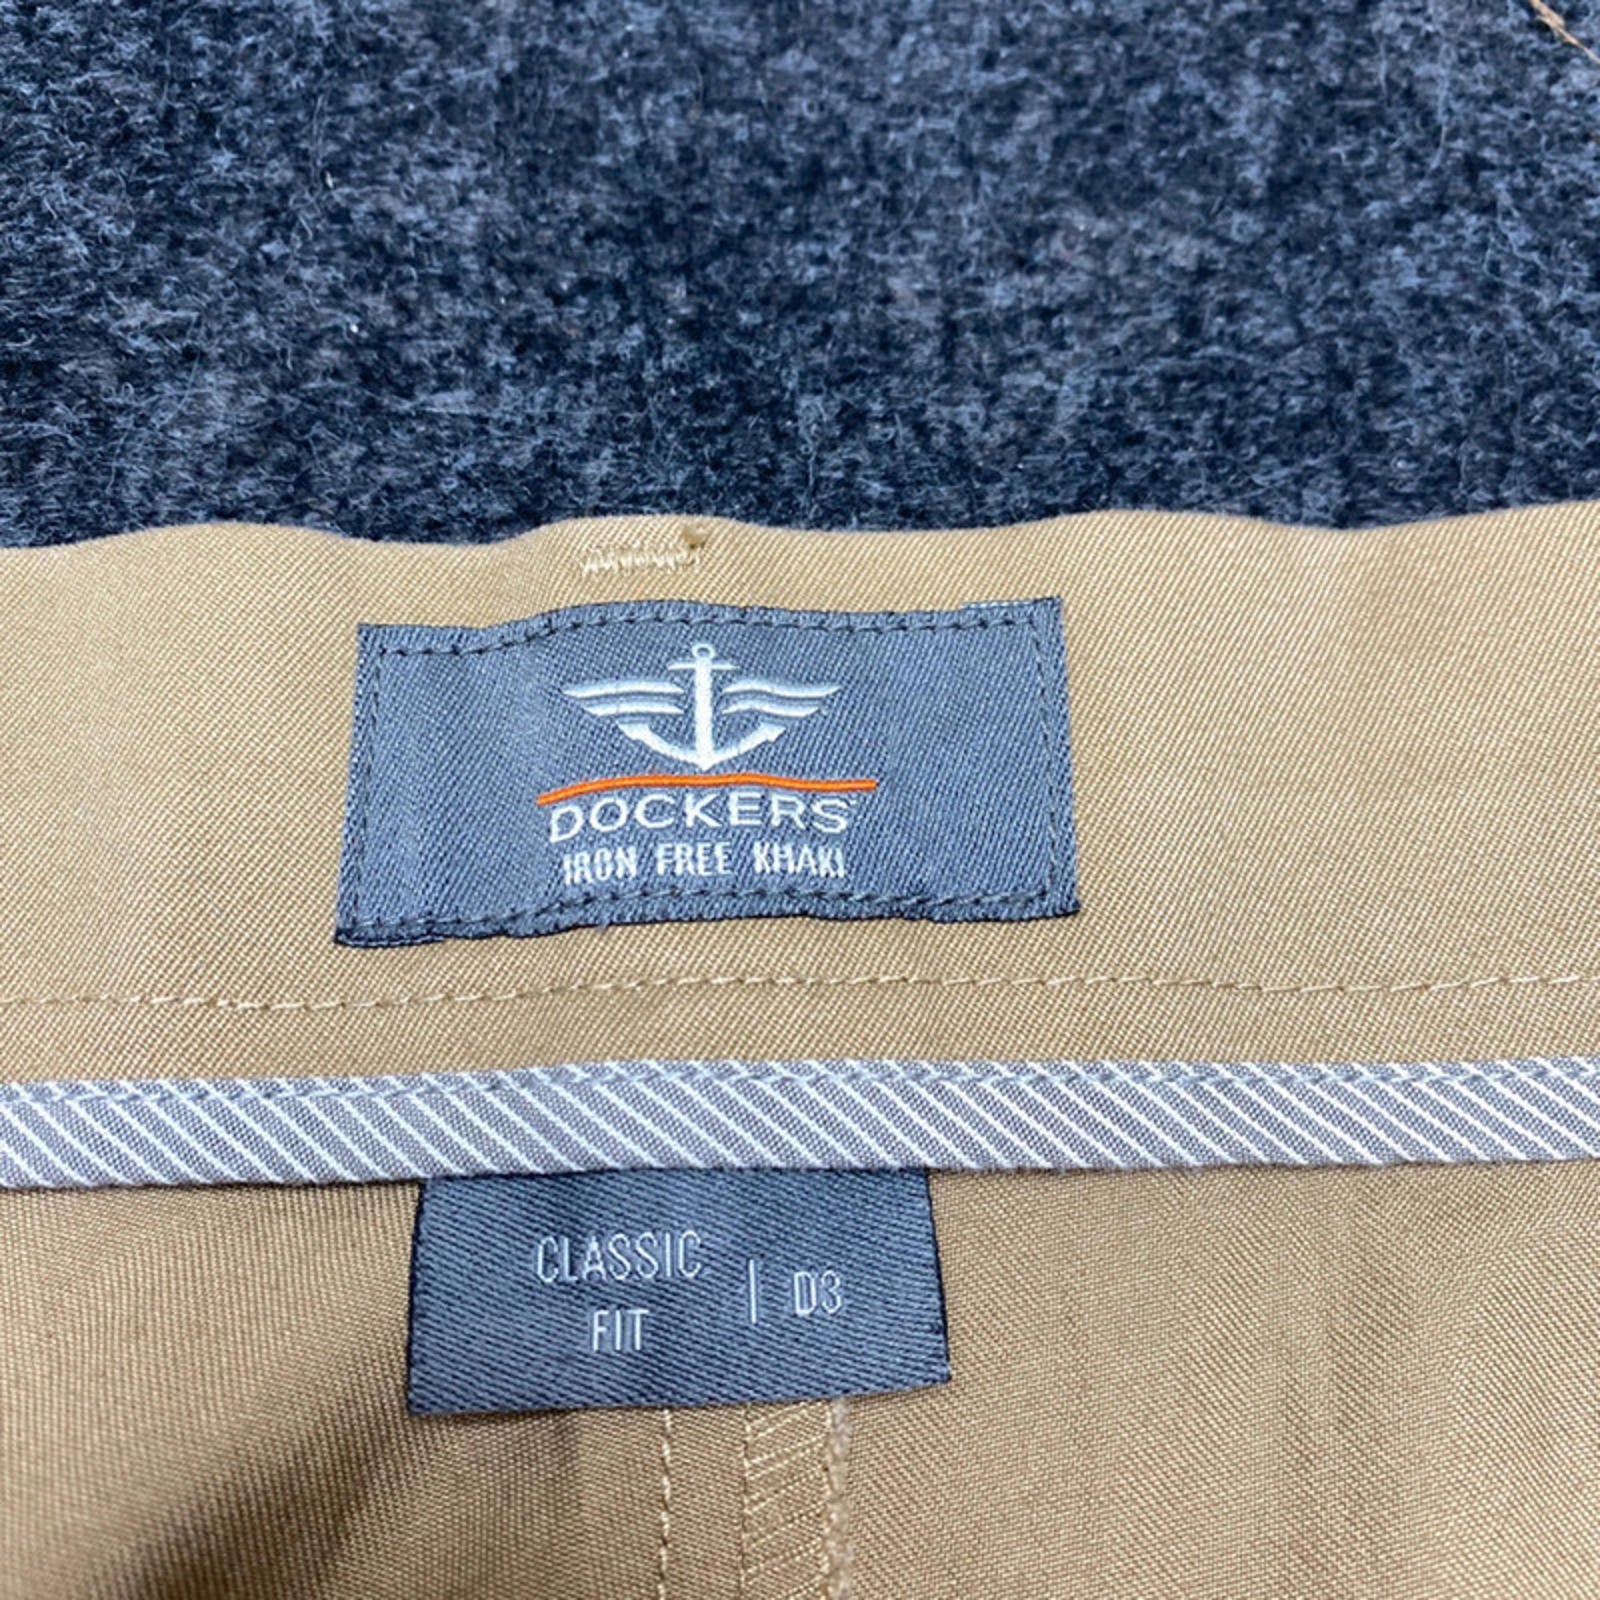 DOCKERS
IRON FREE KHAKI
CLASSIC
FIT | D3